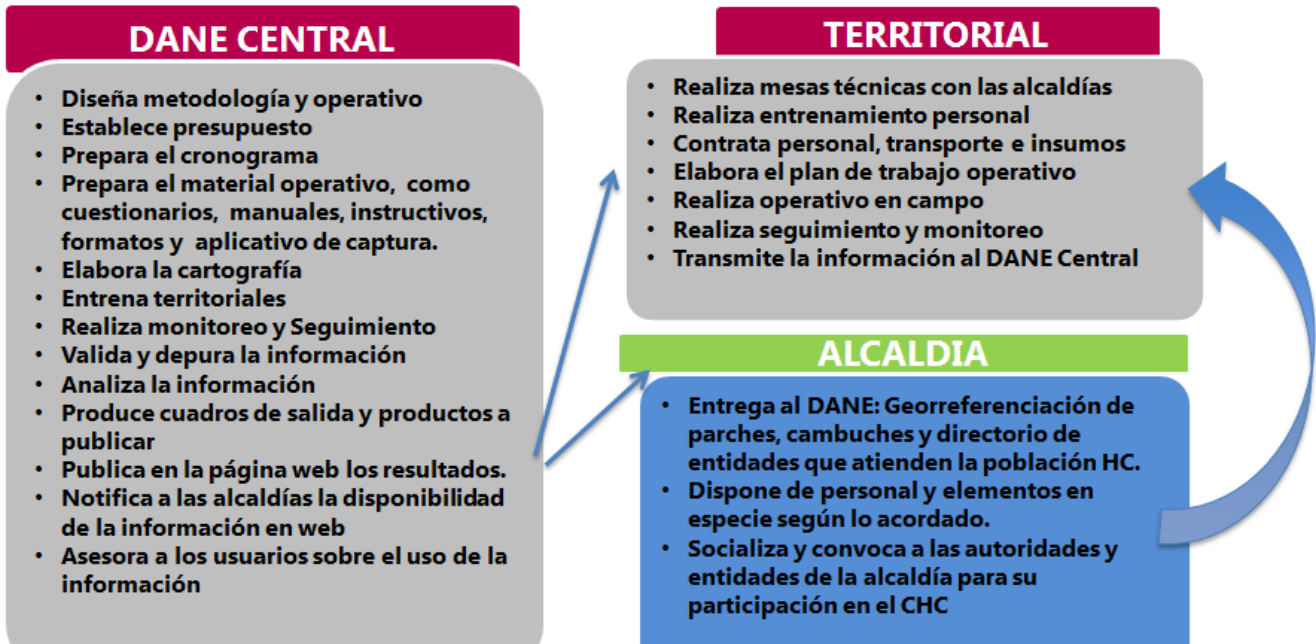 DANE CENTRAL
• Diseña metodología y operativo
• Establece presupuesto
• Prepara el cronograma
• Prepara el material operativo, como
cuestionarios, manuales, instructivos,
formatos y aplicativo de captura.
• Elabora la cartografía
• Entrena territoriales
• Realiza monitoreo y Seguimiento
• Valida y depura la información
• Analiza la información
• Produce cuadros de salida y productos a
publicar
• Publica en la página web los resultados.
• Notifica a las alcaldías la disponibilidad
de la información en web
• Asesora a los usuarios sobre el uso de la
información
TERRITORIAL
• Realiza mesas técnicas con las alcaldías
• Realiza entrenamiento personal
• Contrata personal, transporte e insumos
• Elabora el plan de trabajo operativo
• Realiza operativo en campo
• Realiza seguimiento y monitoreo
• Transmite la información al DANE Central
ALCALDIA
• Entrega al DANE: Georreferenciación de
parches, cambuches y directorio de
entidades que atienden la población HC.
• Dispone de personal y elementos en
especie según lo acordado.
• Socializa y convoca a las autoridades y
entidades de la alcaldía para su
participación en el CHC